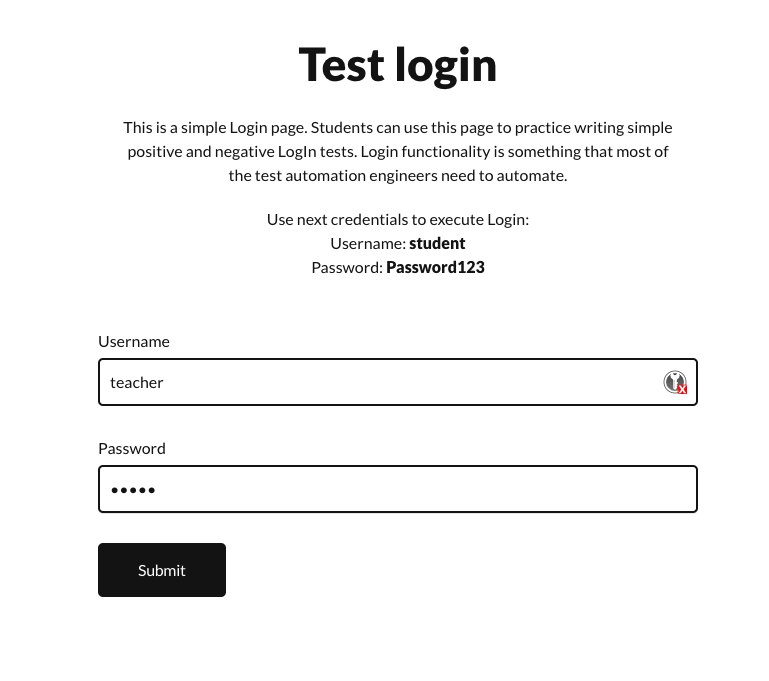 Test login
This is a simple Login page. Students can use this page to practice writing simple
positive and negative LogIn tests. Login functionality is something that most of
the test automation engineers need to automate.
Use next credentials to execute Login:
Username: student
Password: Password123
Username
teacher
Password
•••••
Submit